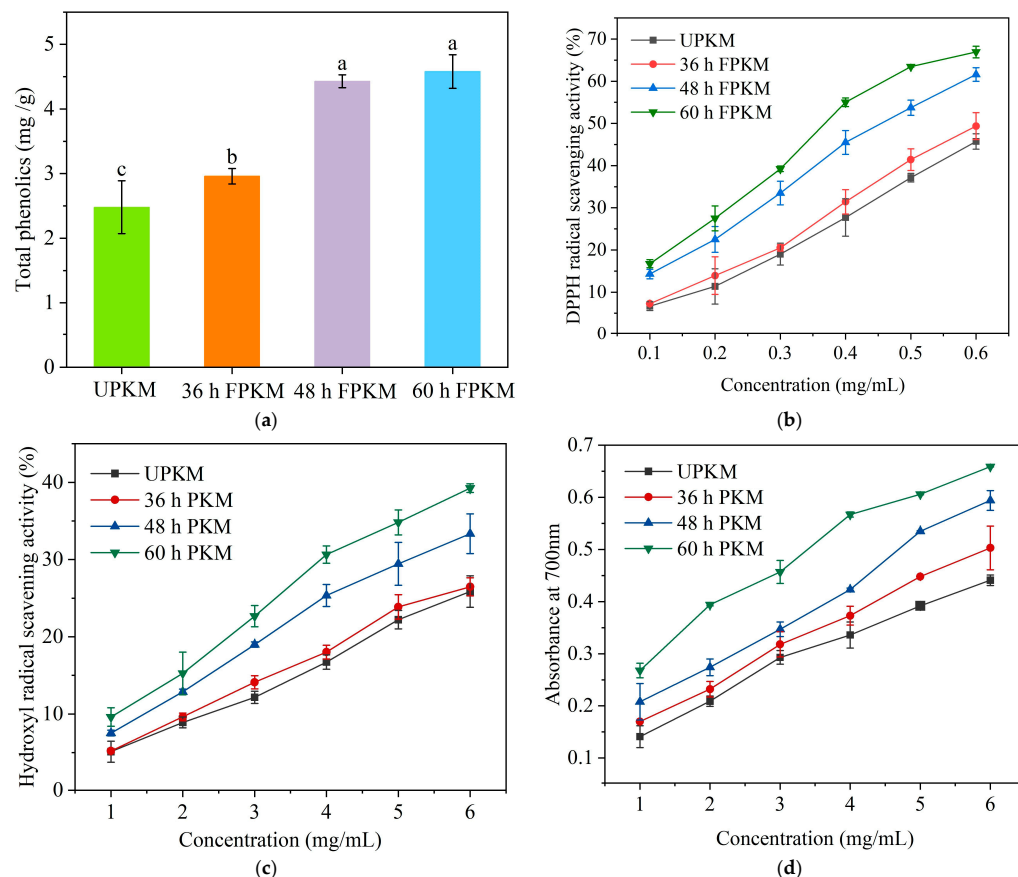 Total phenolics (mg /g)
5
4
3
2
1
0
c
b
a
a
UPKM
36 h FPKM
48 h FPKM
60 h FPKM
(a)
DPPH radical scavenging activity (%)
70
60
50
40
30
20
10
0
UPKM
36 h FPKM
48 h FPKM
60 h FPKM
0.1 0.2 0.3 0.4 0.5 0.6
Concentration (mg/mL)
(b)
Hydroxyl radical scavening activity (%)
40
30
20
10
0
UPKM
36 h PKM
48 h PKM
60 h PKM
1 2 3 4 5 6
Concentration (mg/mL)
(c)
Absorbance at 700nm
0.7
0.6
0.5
0.4
0.3
0.2
0.1
UPKM
36 h PKM
48 h PKM
60 h PKM
1 2 3 4 5 6
Concentration (mg/mL)
(d)